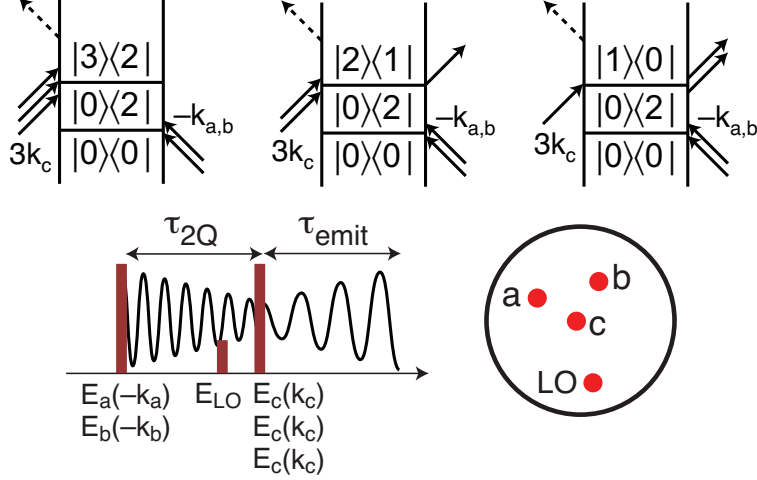 |3⟩⟨2| |2⟩⟨1| |1⟩⟨0|
|0⟩⟨2| –k_a,b |0⟩⟨2| –k_a,b |0⟩⟨2| –k_a,b
3k_c |0⟩⟨0| 3k_c |0⟩⟨0| 3k_c |0⟩⟨0|
τ_2Q τ_emit
a b
c
LO
E_a(–k_a) E_LO E_c(k_c)
E_b(–k_b) E_c(k_c)
E_c(k_c)